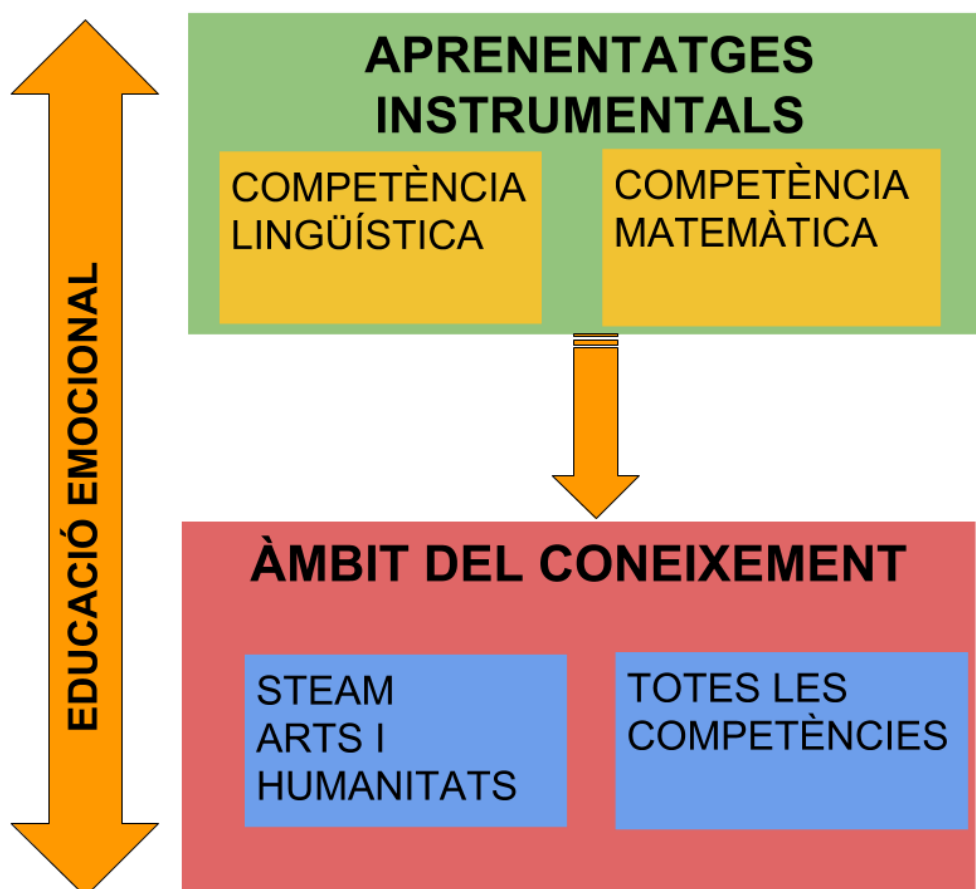 APRENENTATGES
INSTRUMENTALS
COMPETÈNCIA
LINGÜÍSTICA
COMPETÈNCIA
MATEMÀTICA
EDUCACIÓ EMOCIONAL
ÀMBIT DEL CONEIXEMENT
STEAM
ARTS I
HUMANITATS
TOTES LES
COMPETÈNCIES